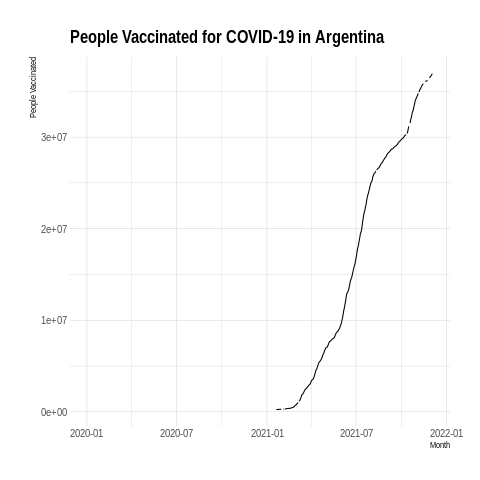 People Vaccinated for COVID-19 in Argentina
People Vaccinated
3e+07
2e+07
1e+07
0e+00
2020-01 2020-07 2021-01 2021-07 2022-01
Month